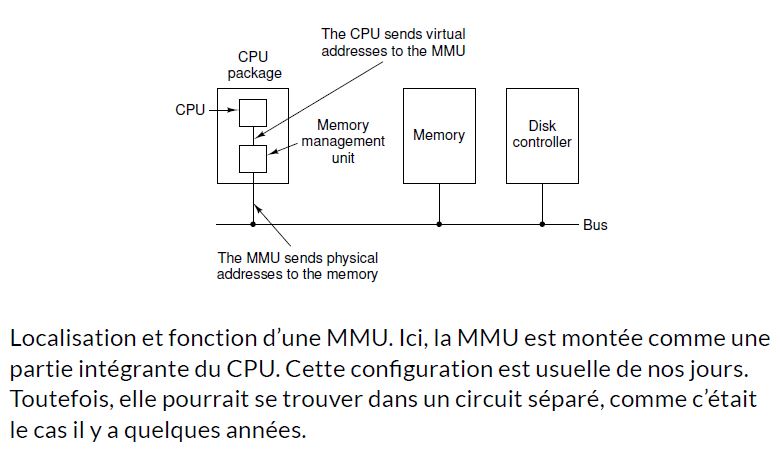 The CPU sends virtual
addresses to the MMU
CPU
package
CPU
Memory
management
unit
Memory
Disk
controller
Bus
The MMU sends physical
addresses to the memory
Localisation et fonction d’une MMU. Ici, la MMU est montée comme une
partie intégrante du CPU. Cette configuration est usuelle de nos jours.
Toutefois, elle pourrait se trouver dans un circuit séparé, comme c’était
le cas il y a quelques années.